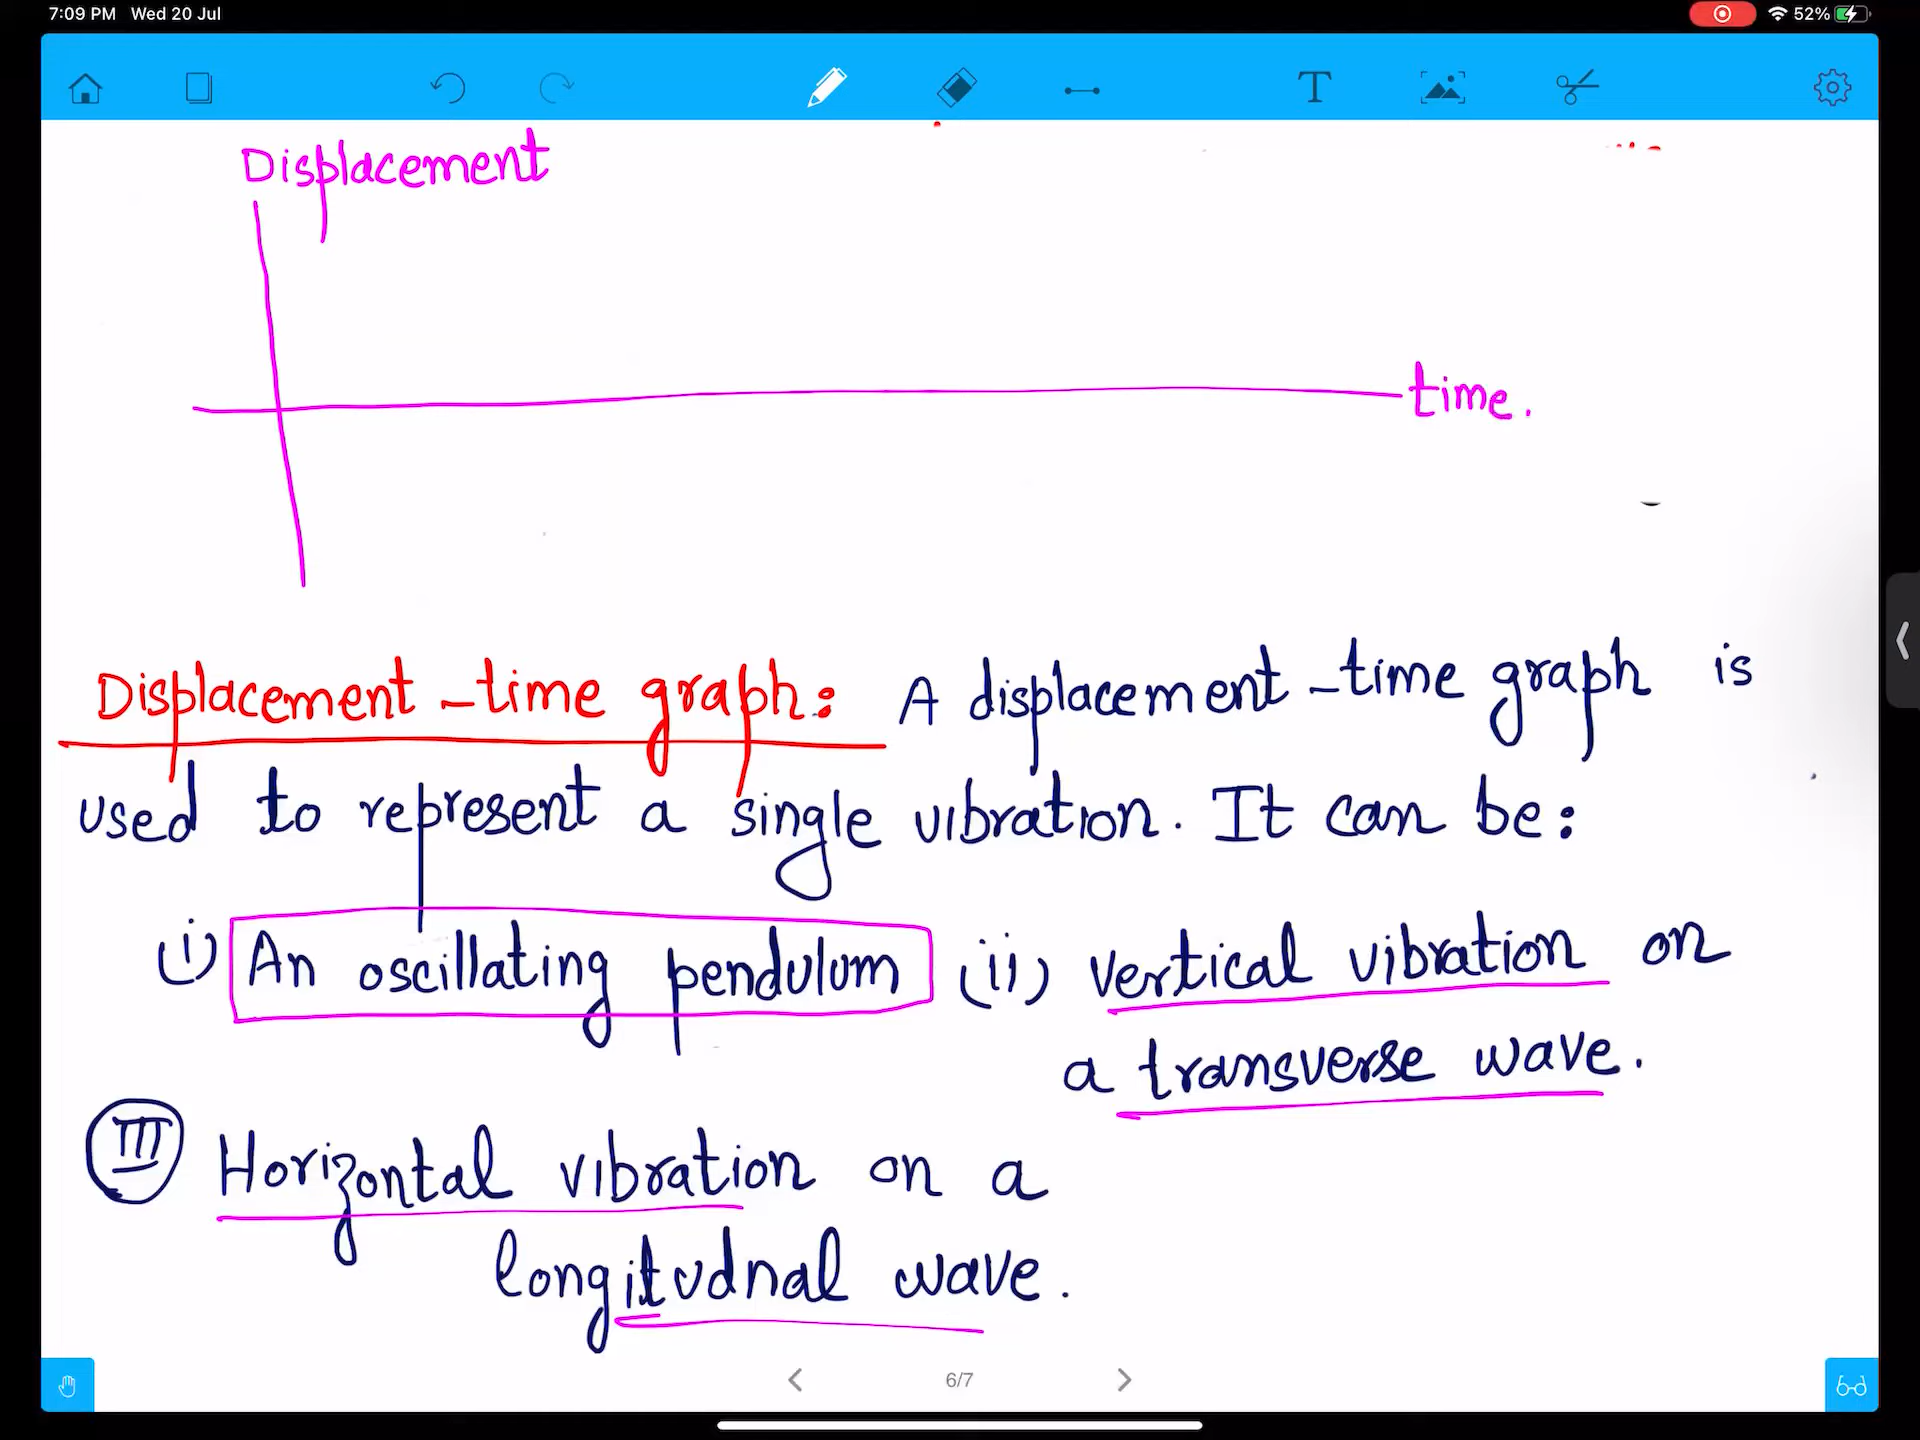 7:09 PM Wed 20 Jul
52%
T
Displacement
time.
Displacement-time graph: A displacement-time graph is
used to represent a single vibration. It can be:
(i) An oscillating pendulum (ii) vertical vibration on
a transverse wave.
III Horizontal vibration on a
longitudnal wave.
6/7